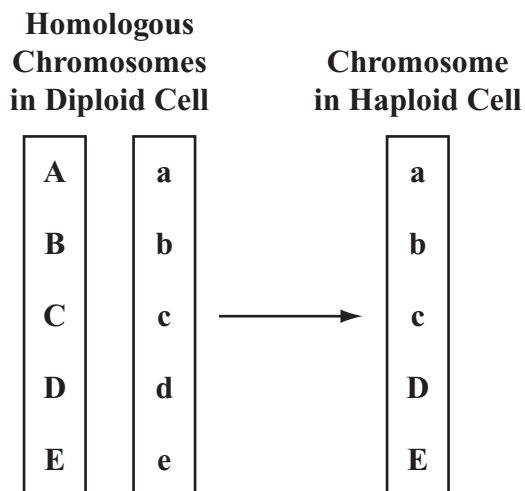 Homologous
Chromosomes
in Diploid Cell
Chromosome
in Haploid Cell
A a a
B b b
C c c
D d D
E e E